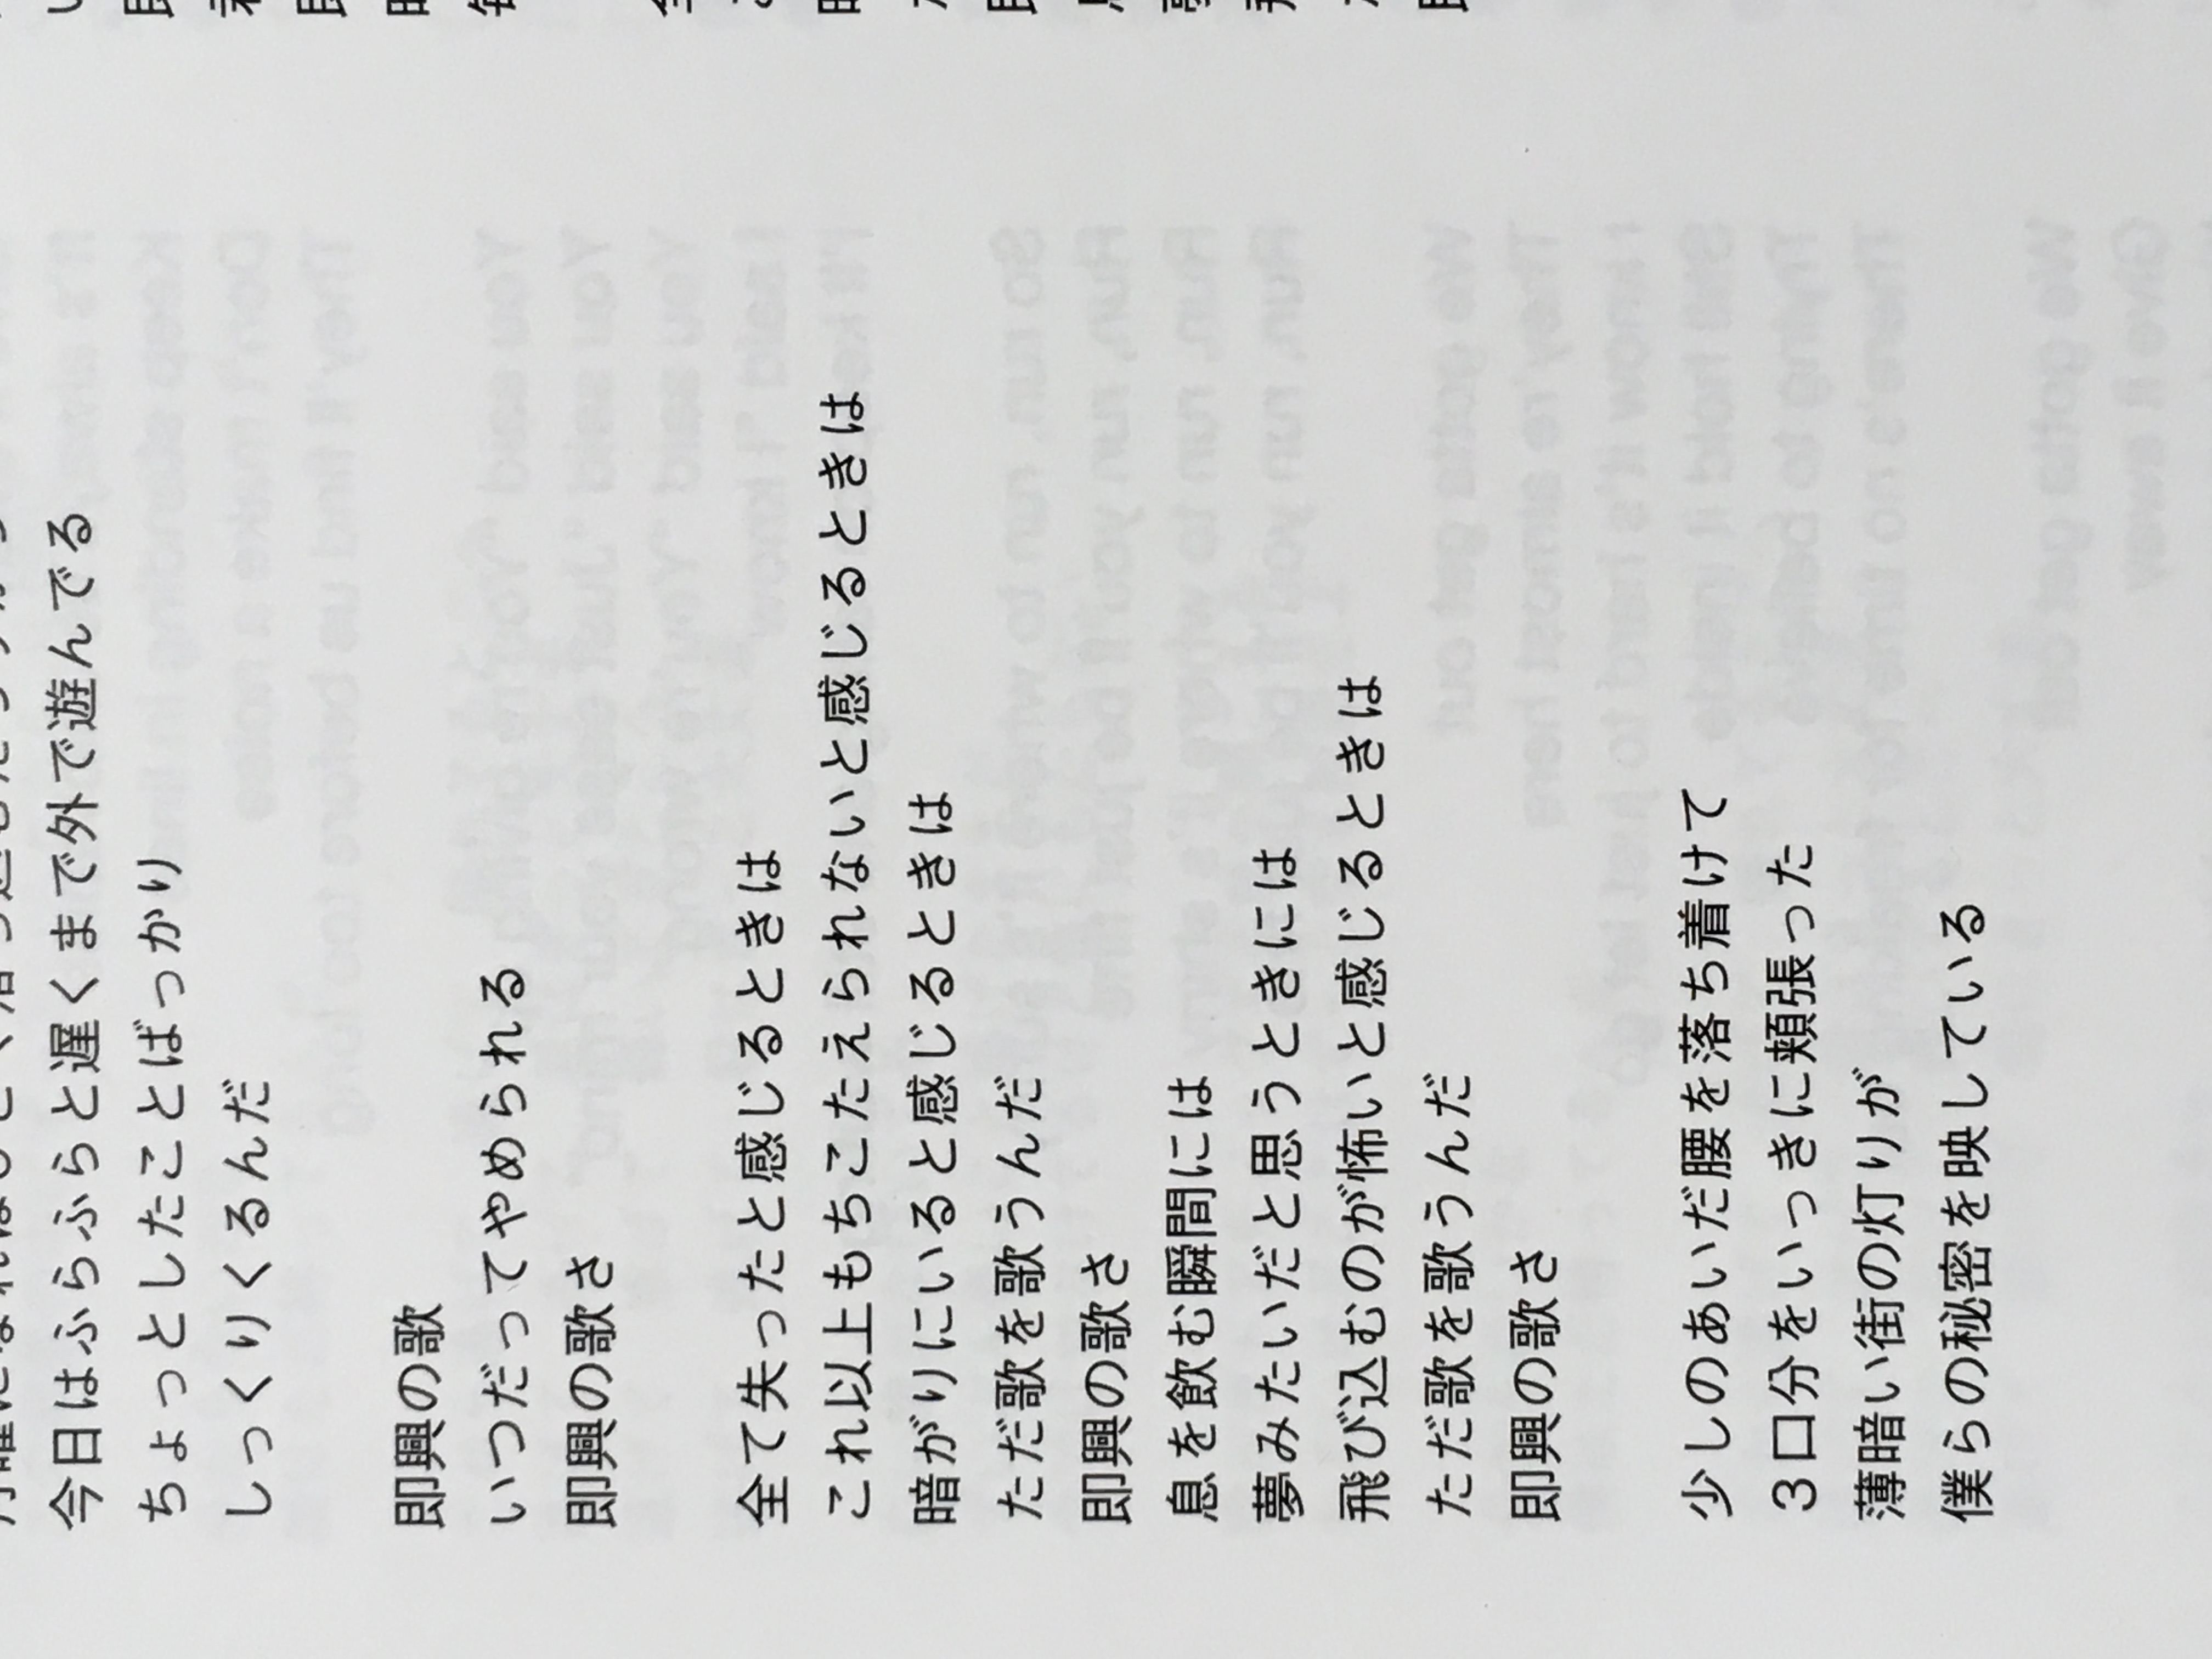 今日はふらふらと遅くまで外で遊んでる
ちょっとしたことばっかり
しっくりくるんだ
即興の歌
いつだってやめられる
即興の歌さ
全て失ったと感じるときは
これ以上もちこたえられないと感じるときは
暗がりにいると感じるときは
ただ歌を歌うんだ
即興の歌さ
息を飲む瞬間には
夢みたいだと思うときには
飛び込むのが怖いと感じるときは
ただ歌を歌うんだ
即興の歌さ
少しのあいだ腰を落ち着けて
３口分をいっきに頬張った
薄暗い街の灯りが
僕らの秘密を映している